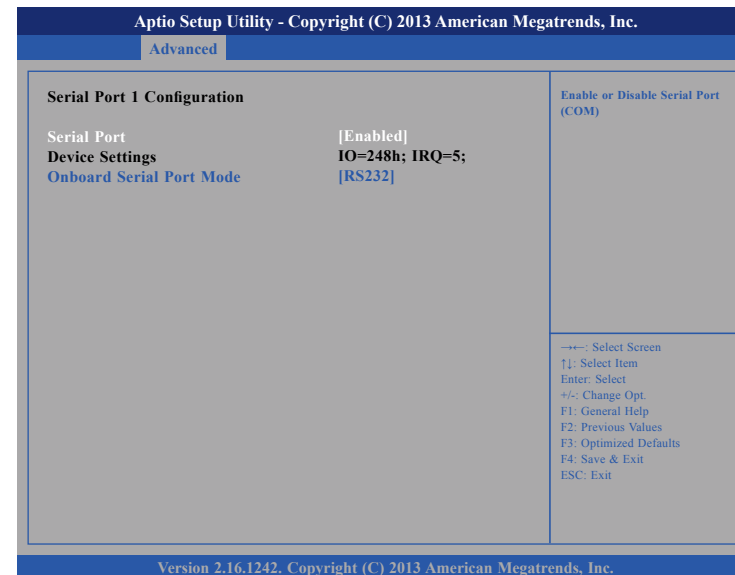 Aptio Setup Utility - Copyright (C) 2013 American Megatrends, Inc.
Advanced
Serial Port 1 Configuration
Serial Port [Enabled]
Device Settings IO=248h; IRQ=5;
Onboard Serial Port Mode [RS232]
Enable or Disable Serial Port
(COM)
→←: Select Screen
↑↓: Select Item
Enter: Select
+/-: Change Opt.
F1: General Help
F2: Previous Values
F3: Optimized Defaults
F4: Save & Exit
ESC: Exit
Version 2.16.1242. Copyright (C) 2013 American Megatrends, Inc.